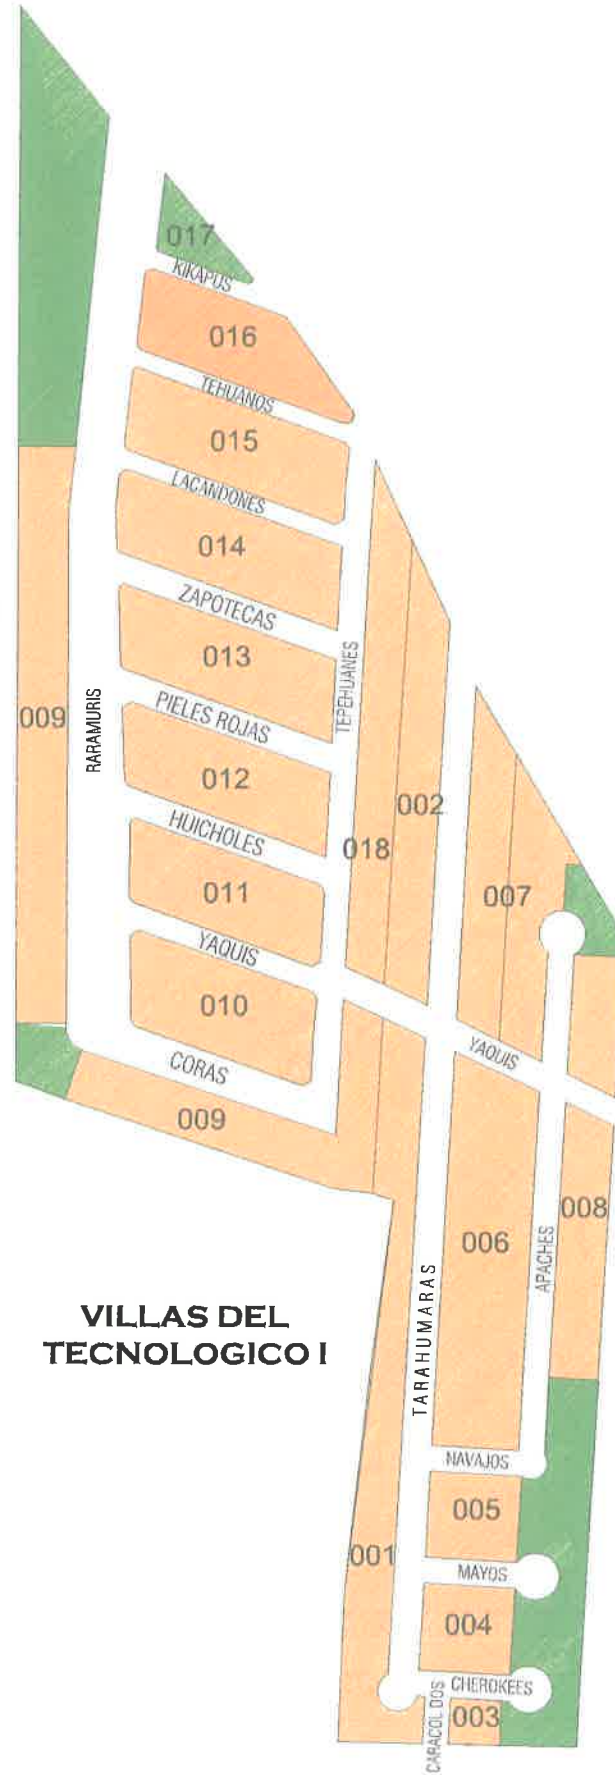 017
KIKAPUS
016
TEHUANOS
015
LACANDONES
014
ZAPOTECAS
013
TEPEHUANES
PIELES ROJAS
009
RARAMURIS
012
002
HUICHOLES
018
011
007
YAQUIS
010
YAQUIS
CORAS
009
008
006
APACHES
TARAHUMARAS
VILLAS DEL
TECNOLOGICO I
NAVAJOS
005
001
MAYOS
004
CHEROKEES
CARACOL DOS
003